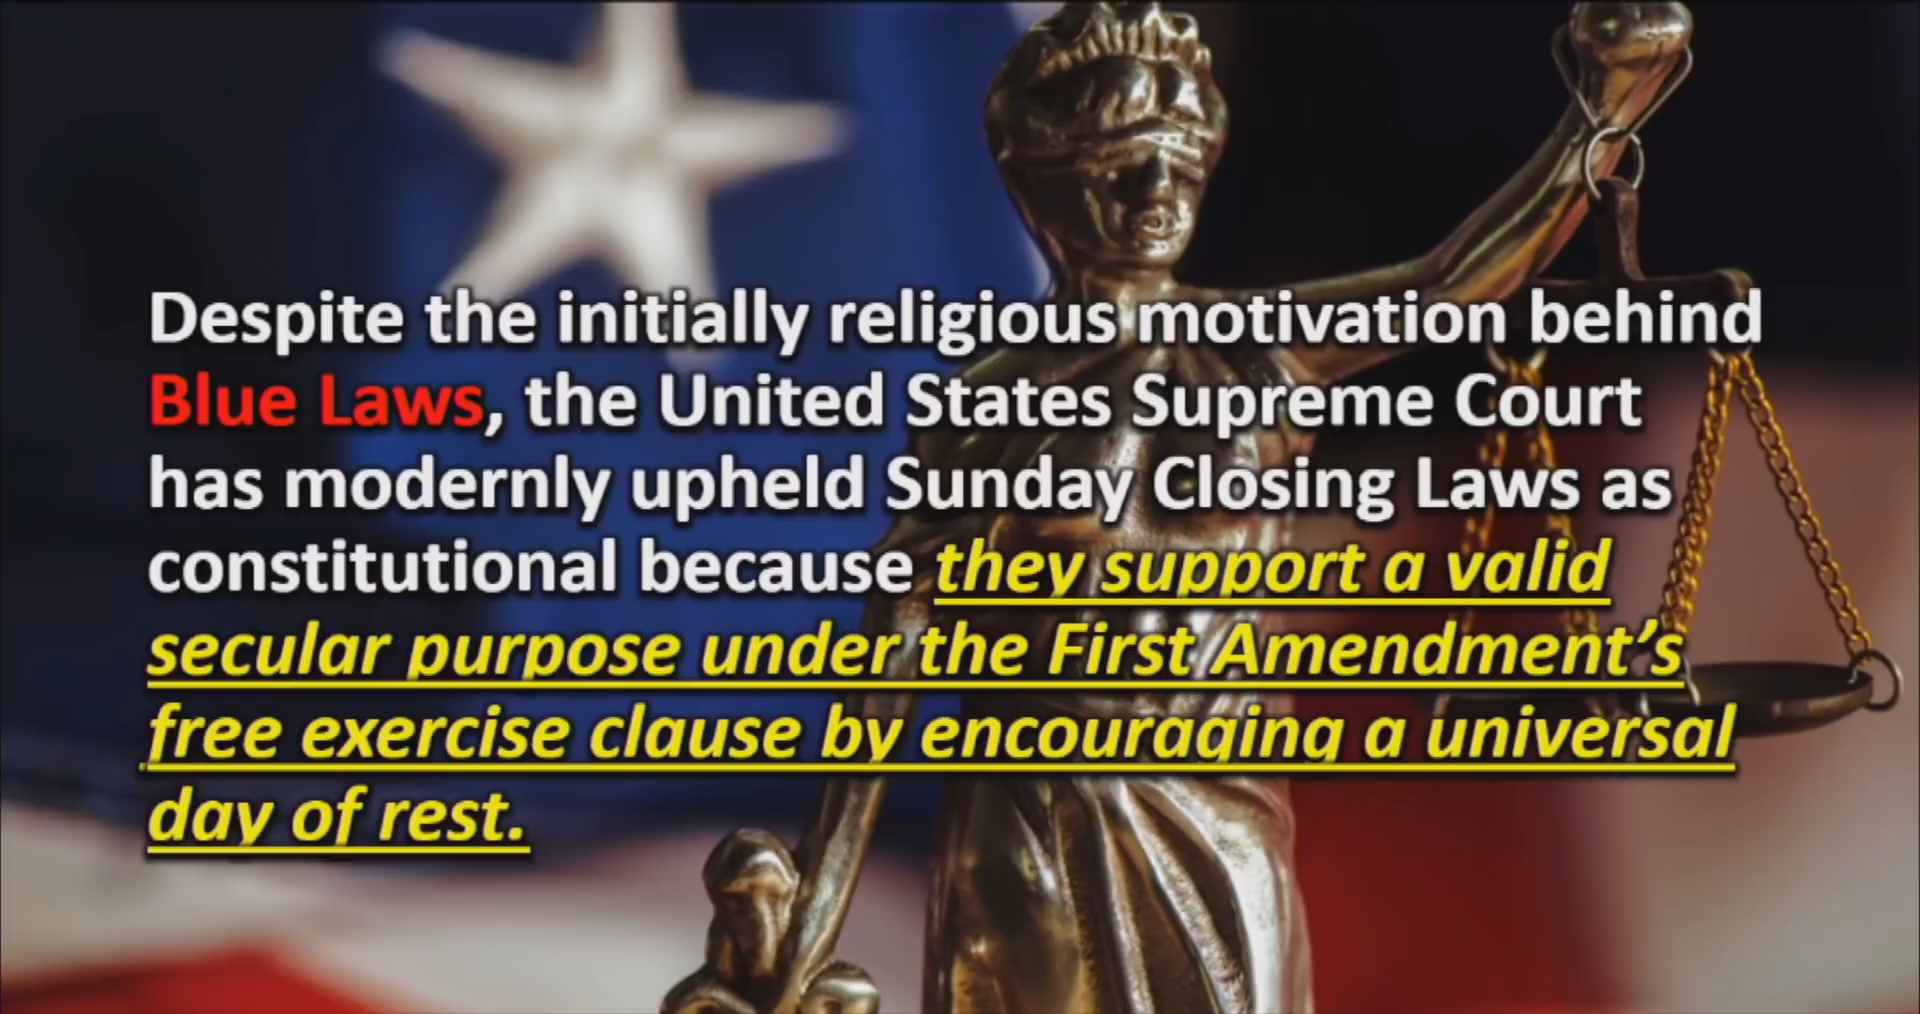 Despite the initially religious motivation behind
Blue Laws, the United States Supreme Court
has modernly upheld Sunday Closing Laws as
constitutional because they support a valid
secular purpose under the First Amendment’s
free exercise clause by encouraging a universal
day of rest.